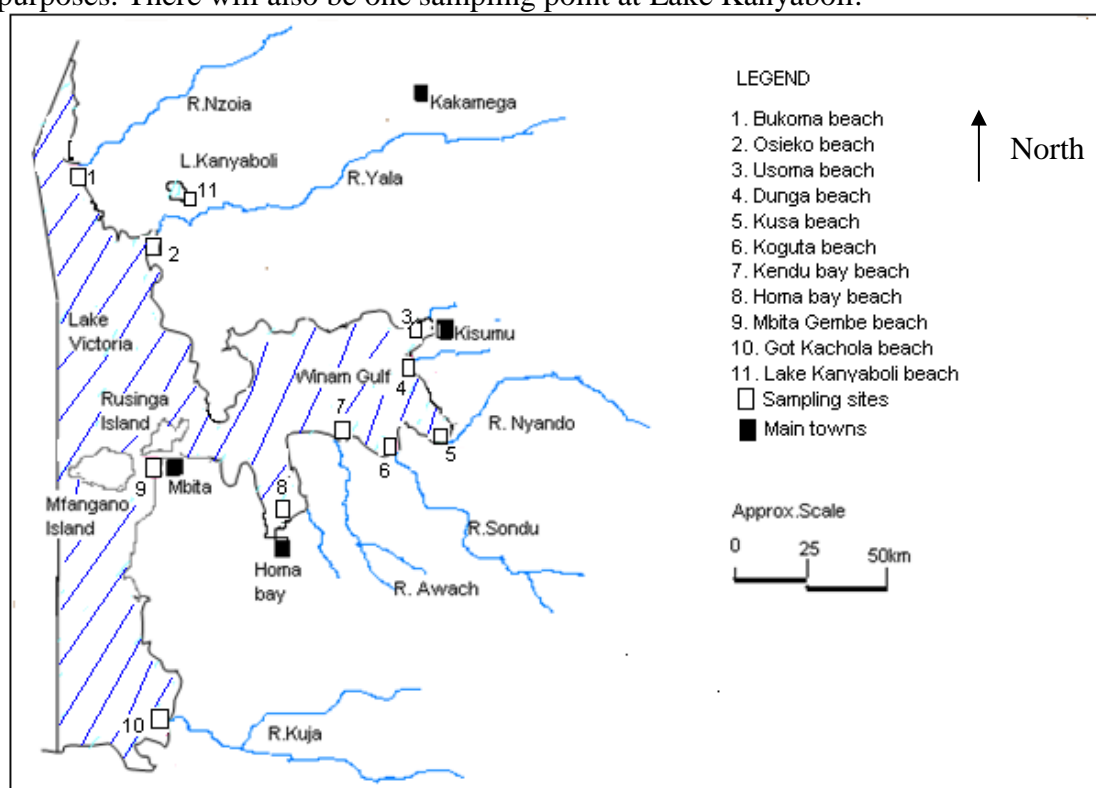 purposes. There will also be one sampling point at Lake Kanyaboli.
R.Nzoia
Kakamega
L.Kanyaboli
11
R.Yala
1
2
Lake
Victoria
3
Kisumu
Winam Gulf
4
Rusinga
Island
7
R. Nyando
5
6
9
Mbita
8
Mfangano
Island
R.Sondu
Homa
bay
R. Awach
10
R.Kuja
LEGEND
1. Bukoma beach
2. Osieko beach
3. Usoma beach
4. Dunga beach
5. Kusa beach
6. Koguta beach
7. Kendu bay beach
8. Homa bay beach
9. Mbita Gembe beach
10. Got Kachola beach
11. Lake Kanyaboli beach
Sampling sites
Main towns
North
Approx.Scale
0 25 50km